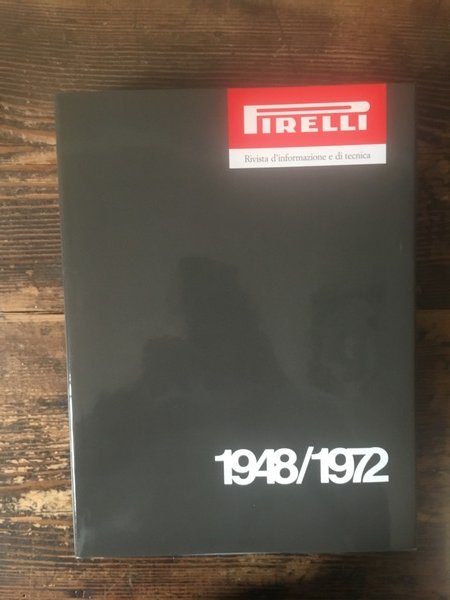 PIRELLI
Rivista d'informazione e di tecnica
1948/1972